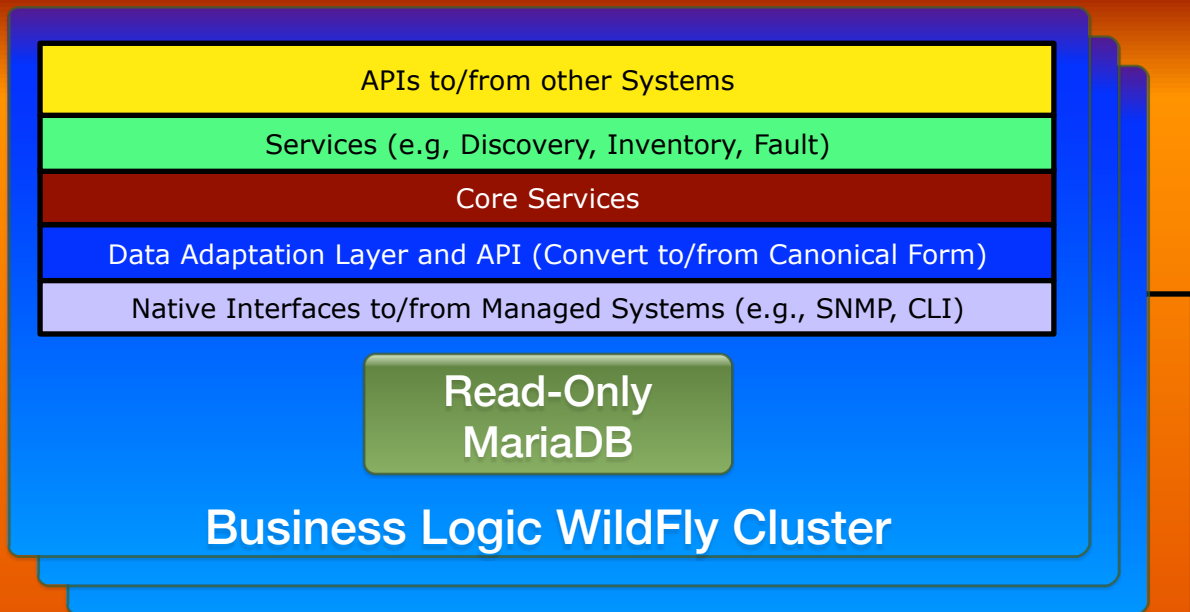 APIs to/from other Systems
Services (e.g, Discovery, Inventory, Fault)
Core Services
Data Adaptation Layer and API (Convert to/from Canonical Form)
Native Interfaces to/from Managed Systems (e.g., SNMP, CLI)
Read-Only
MariaDB
Business Logic WildFly Cluster